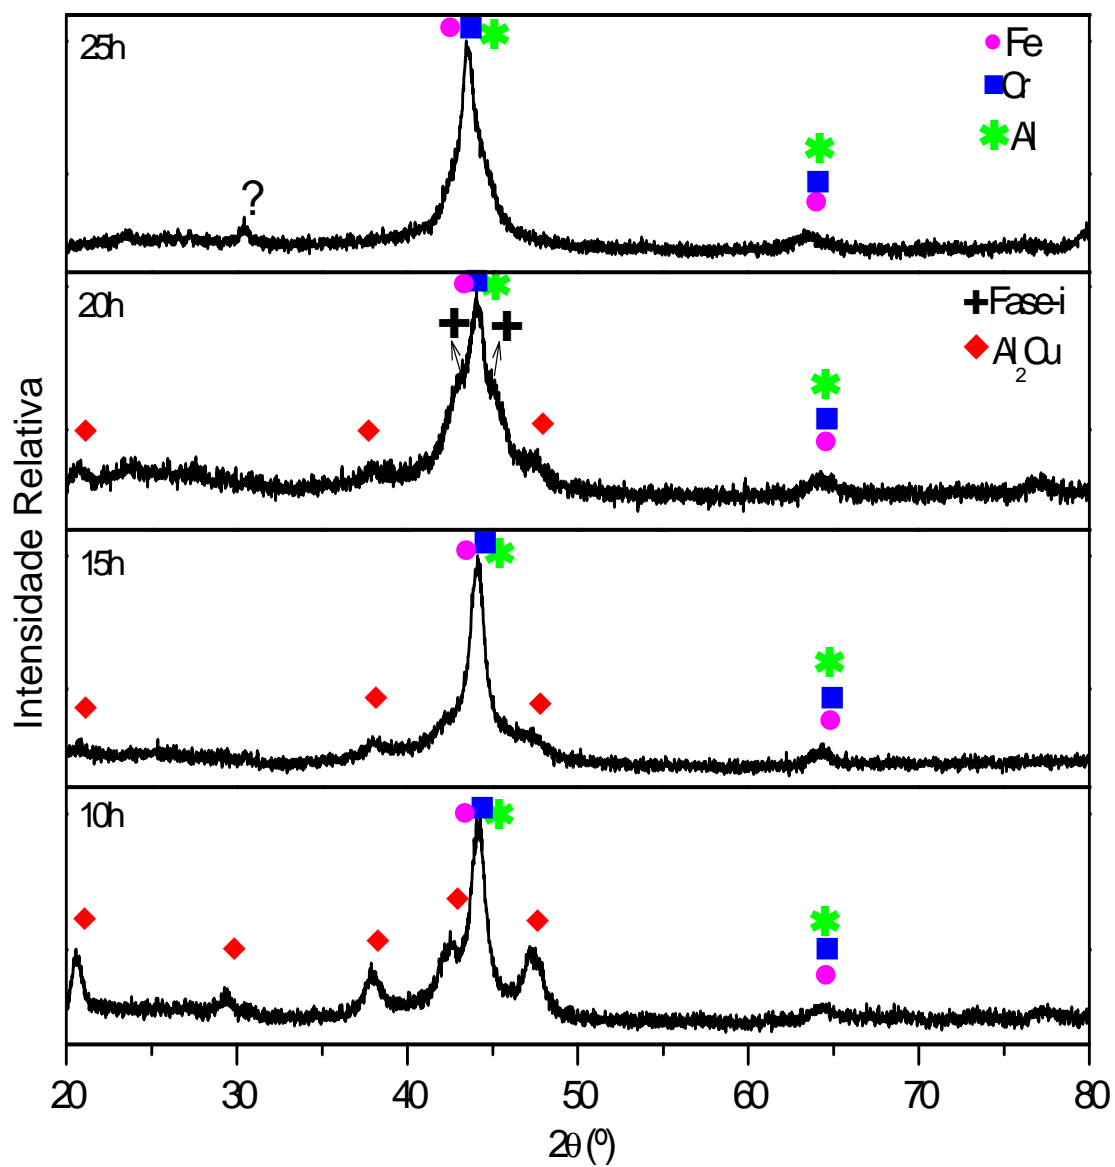 25h
Fe
Cr
Al
?
20h
Fase-i
Al2Cu
15h
10h
Intensidade Relativa
20 30 40 50 60 70 80
2θ (º)